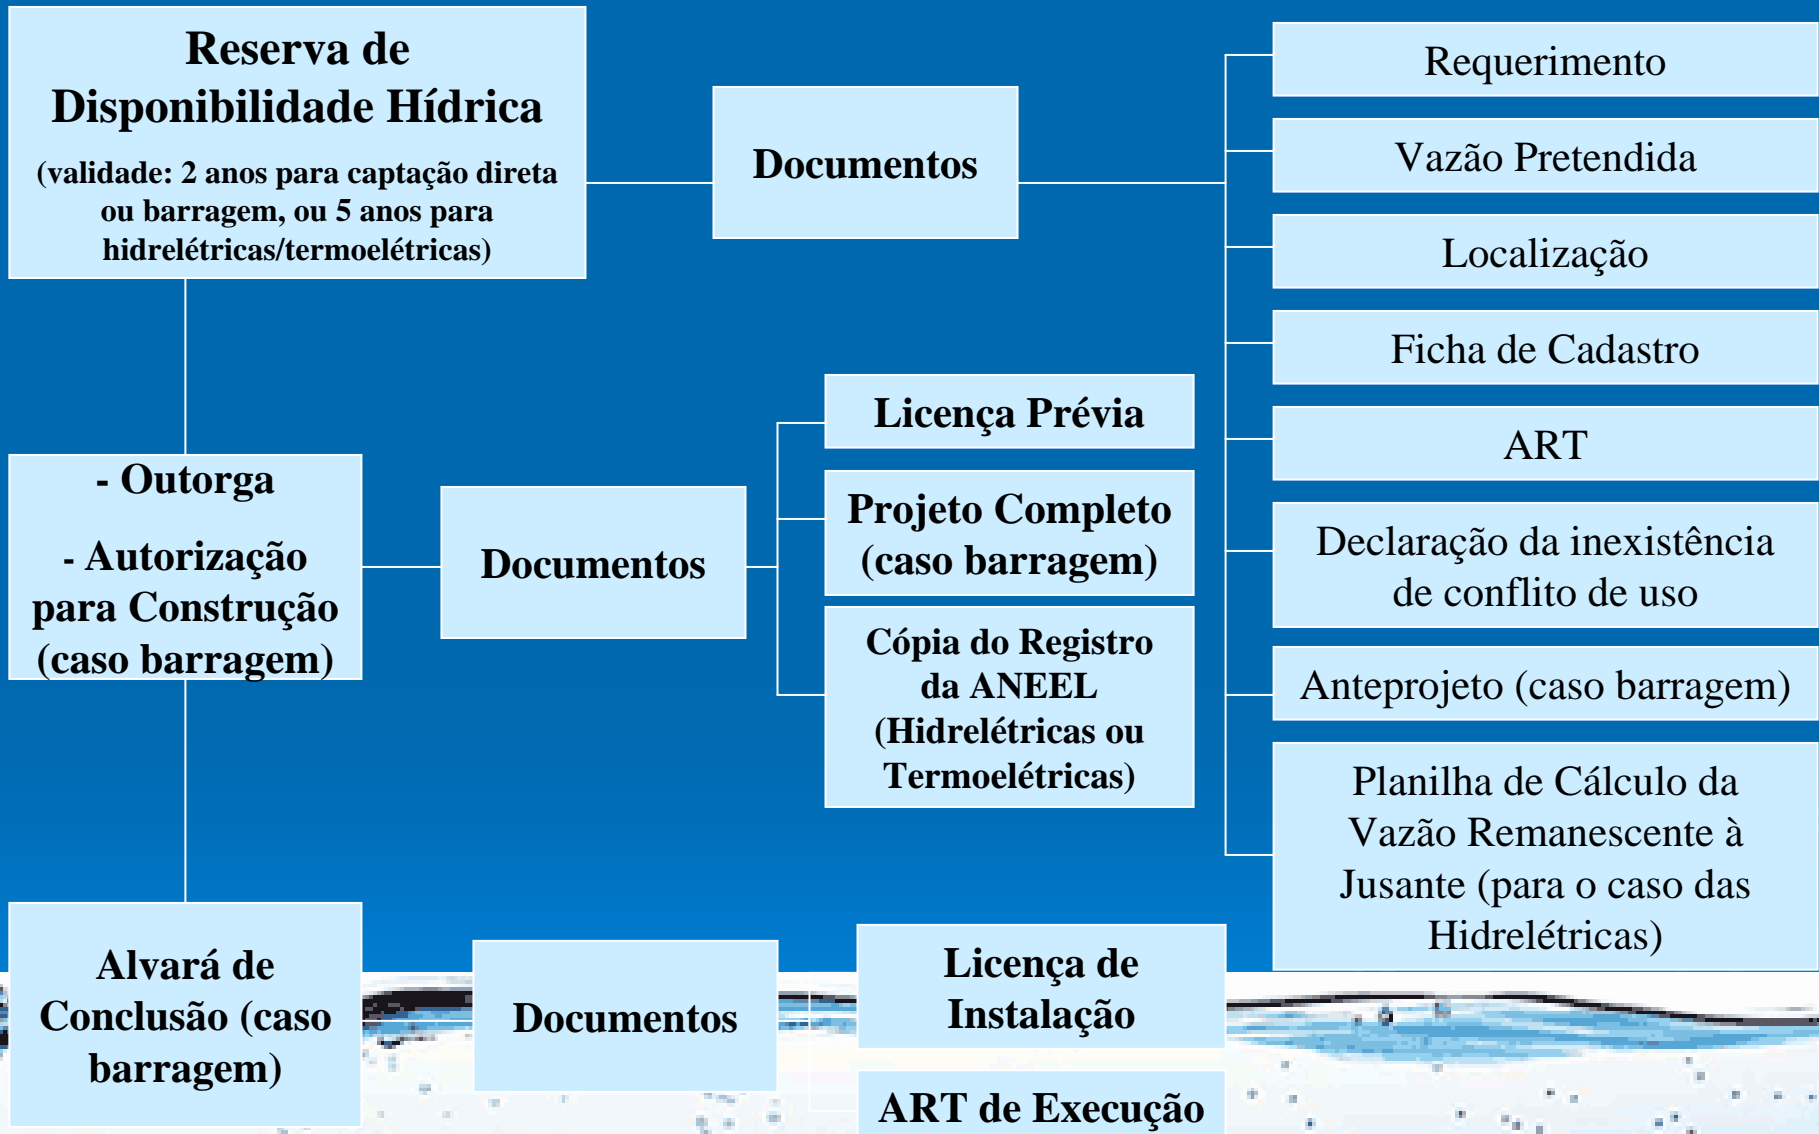 Reserva de
Disponibilidade Hídrica
(validade: 2 anos para captação direta
ou barragem, ou 5 anos para
hidrelétricas/termoelétricas)
Documentos
Requerimento
Vazão Pretendida
Localização
Ficha de Cadastro
ART
Declaração da inexistência
de conflito de uso
Anteprojeto (caso barragem)
Planilha de Cálculo da
Vazão Remanescente à
Jusante (para o caso das
Hidrelétricas)
- Outorga
- Autorização
para Construção
(caso barragem)
Documentos
Licença Prévia
Projeto Completo
(caso barragem)
Cópia do Registro
da ANEEL
(Hidrelétricas ou
Termoelétricas)
Alvará de
Conclusão (caso
barragem)
Documentos
Licença de
Instalação
ART de Execução